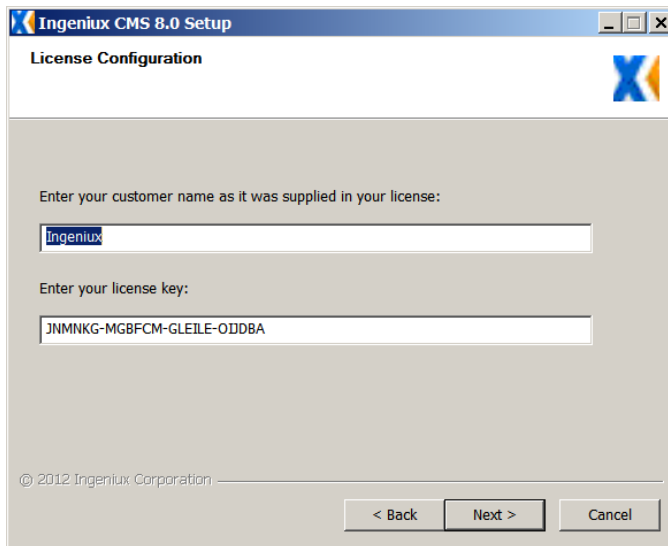 Ingeniux CMS 8.0 Setup
License Configuration
Enter your customer name as it was supplied in your license:
Ingeniux
Enter your license key:
JNMNKG-MGBFCM-GLEILE-OIJDBA
© 2012 Ingeniux Corporation
< Back Next > Cancel